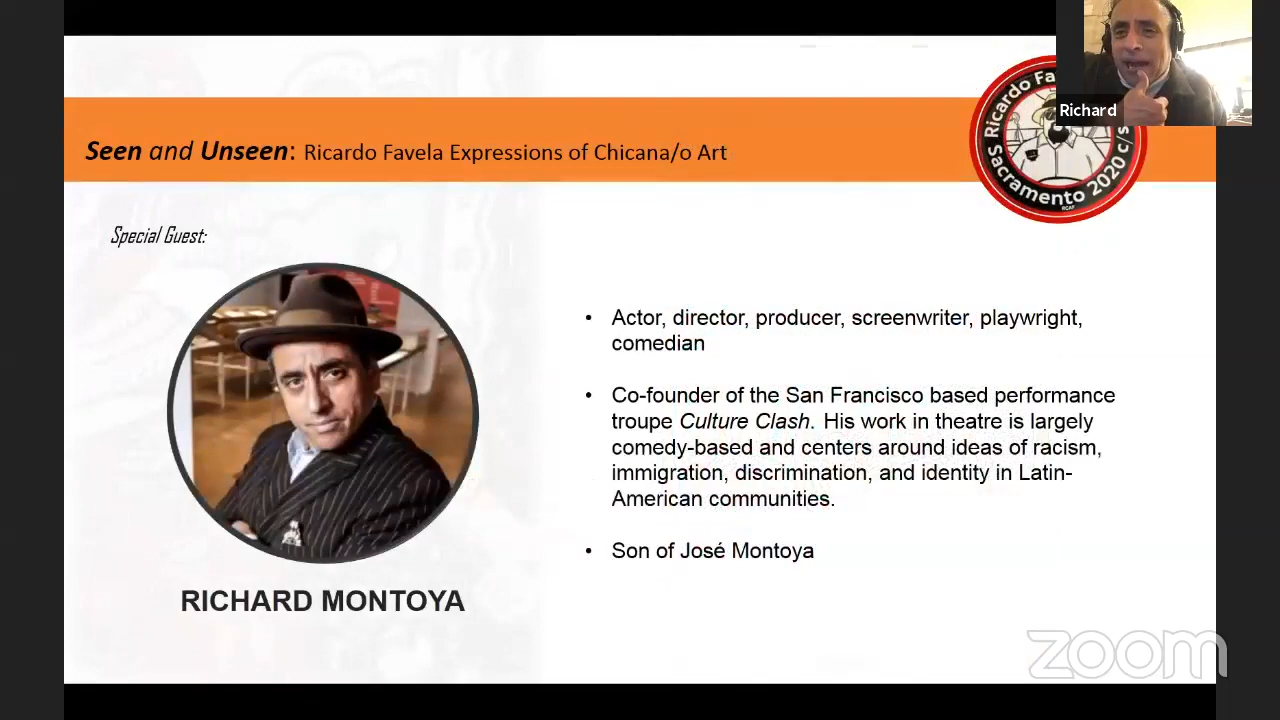 Richard
Seen and Unseen: Ricardo Favela Expressions of Chicana/o Art
Ricardo Fa
Sacramento 2020 c/s
RCAF
Special Guest:
• Actor, director, producer, screenwriter, playwright,
comedian
• Co-founder of the San Francisco based performance
troupe Culture Clash. His work in theatre is largely
comedy-based and centers around ideas of racism,
immigration, discrimination, and identity in Latin-
American communities.
• Son of José Montoya
RICHARD MONTOYA
zoom